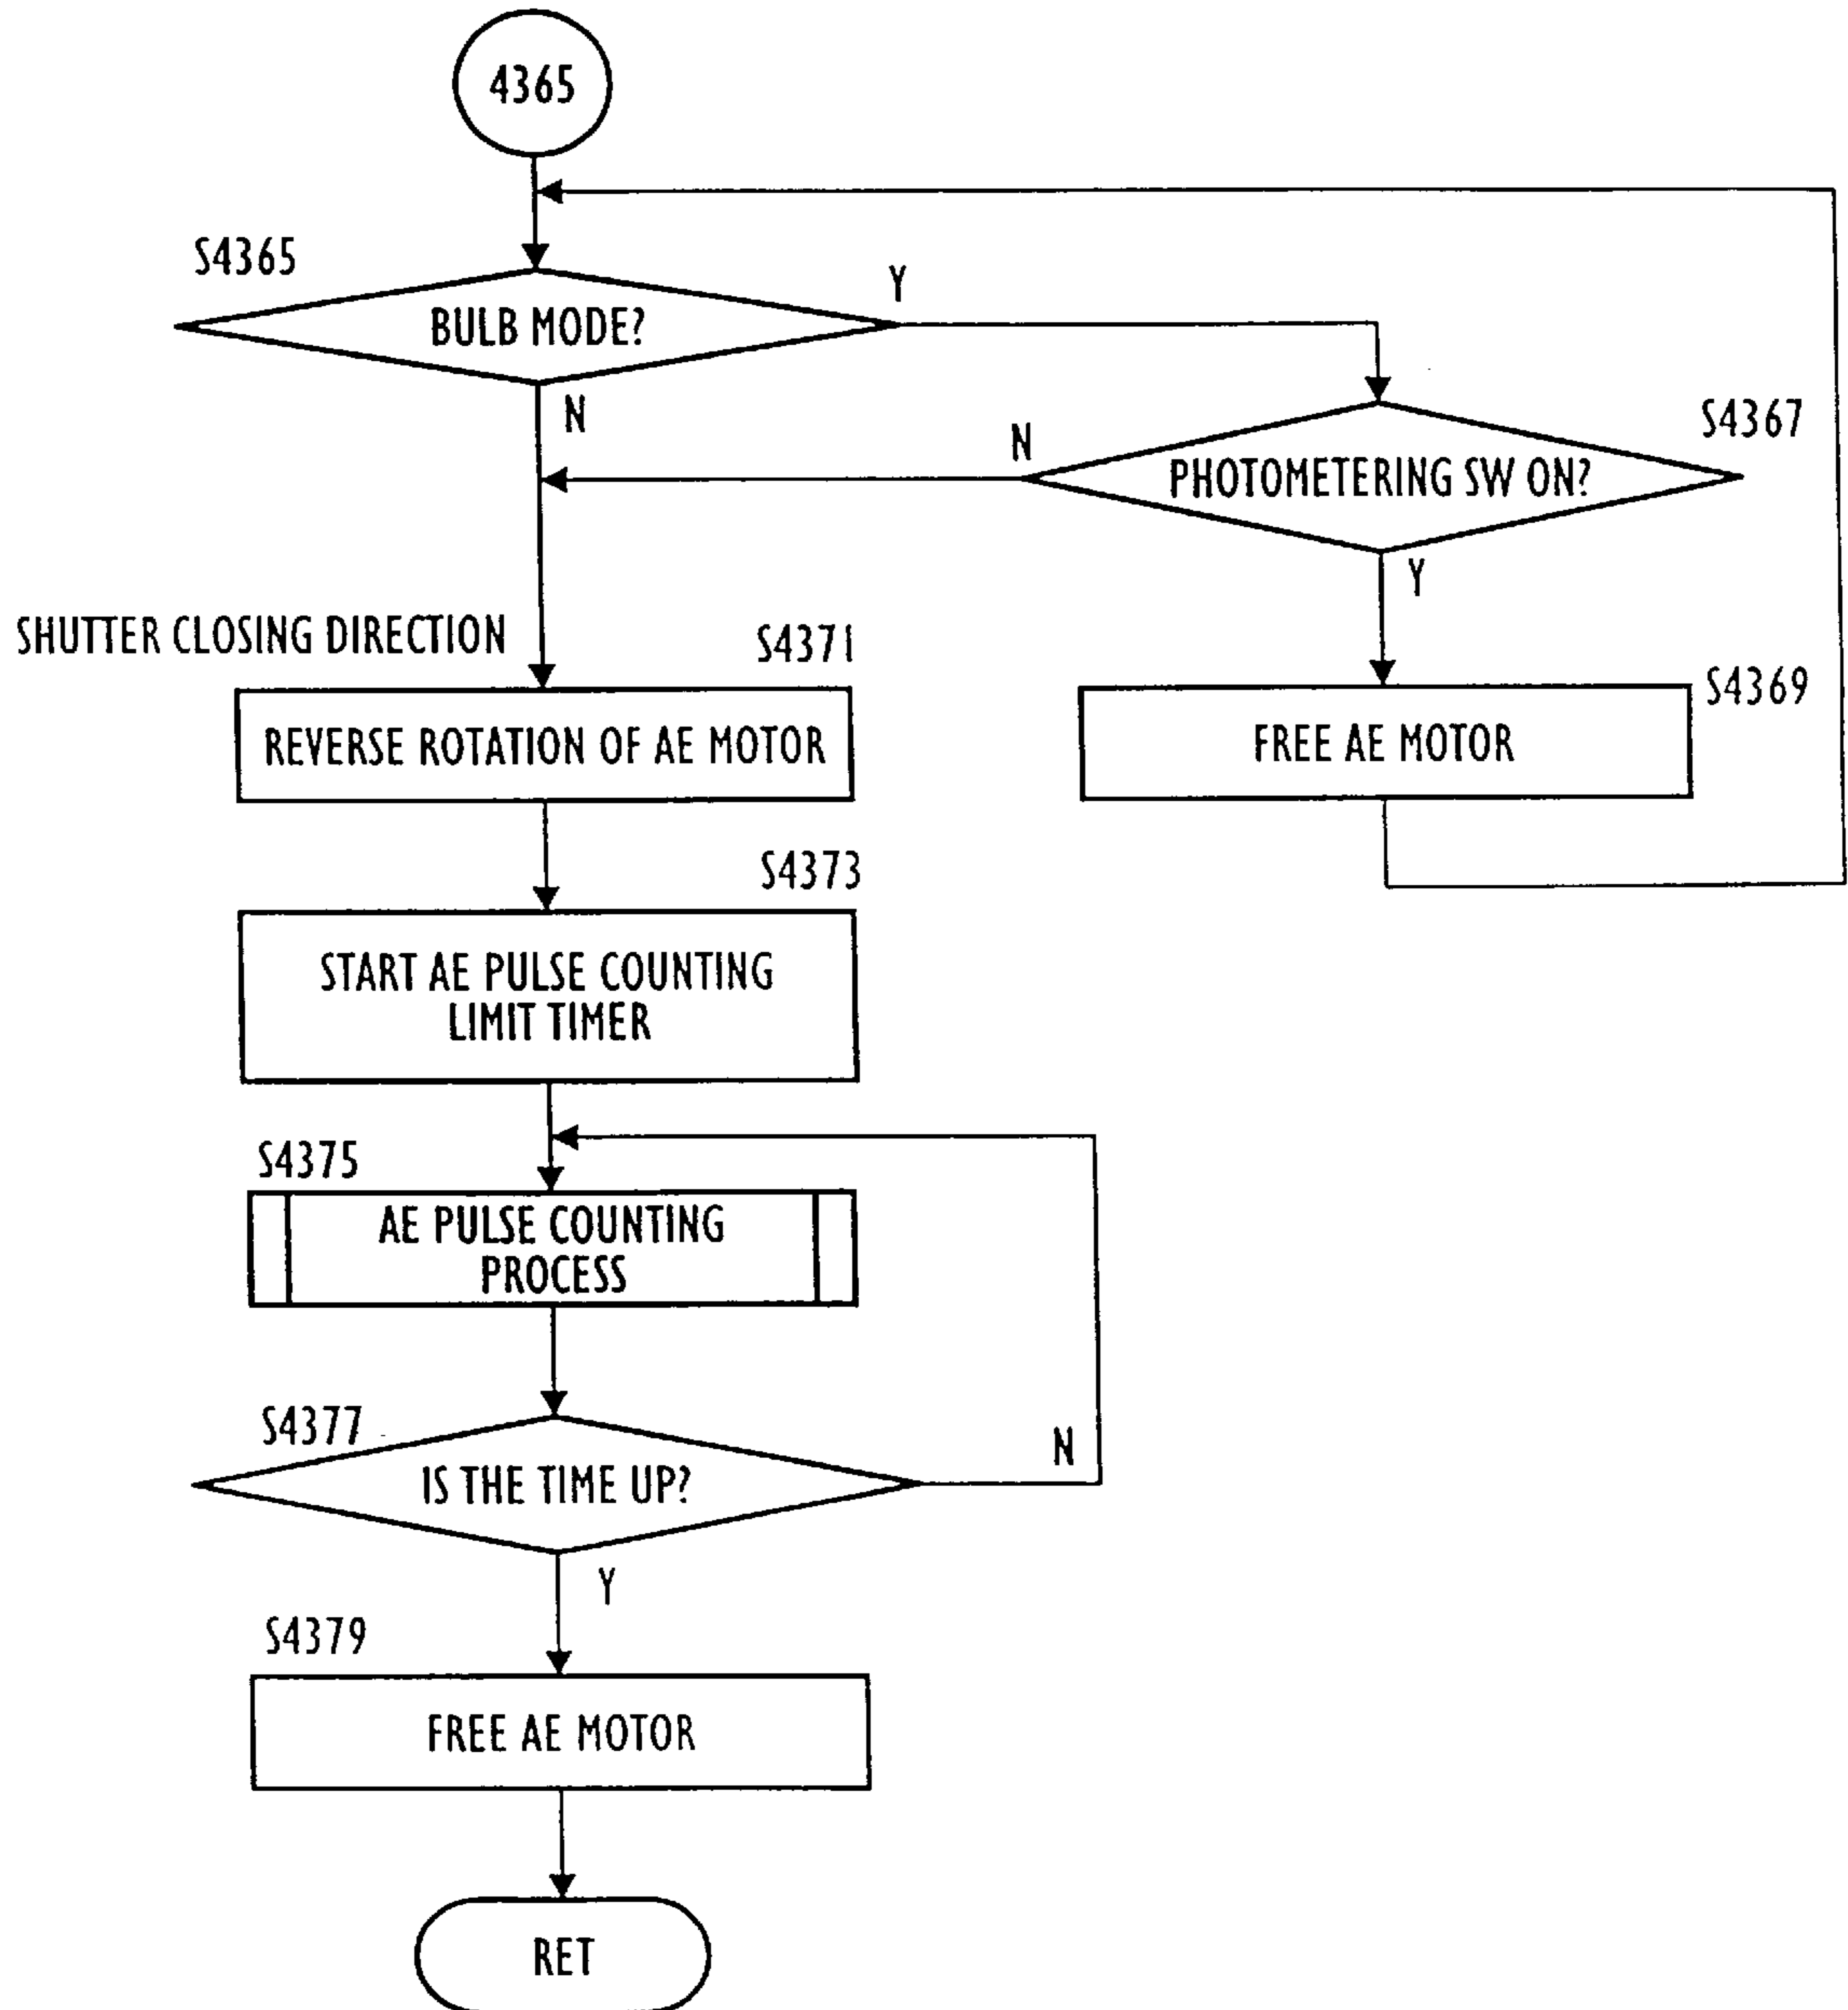 4365
S4365
Y
BULB MODE?
N
S4367
N
PHOTOMETERING SW ON?
Y
SHUTTER CLOSING DIRECTION
S4371
S4369
REVERSE ROTATION OF AE MOTOR
FREE AE MOTOR
S4373
START AE PULSE COUNTING
LIMIT TIMER
S4375
AE PULSE COUNTING
PROCESS
S4377
N
IS THE TIME UP?
Y
S4379
FREE AE MOTOR
RET